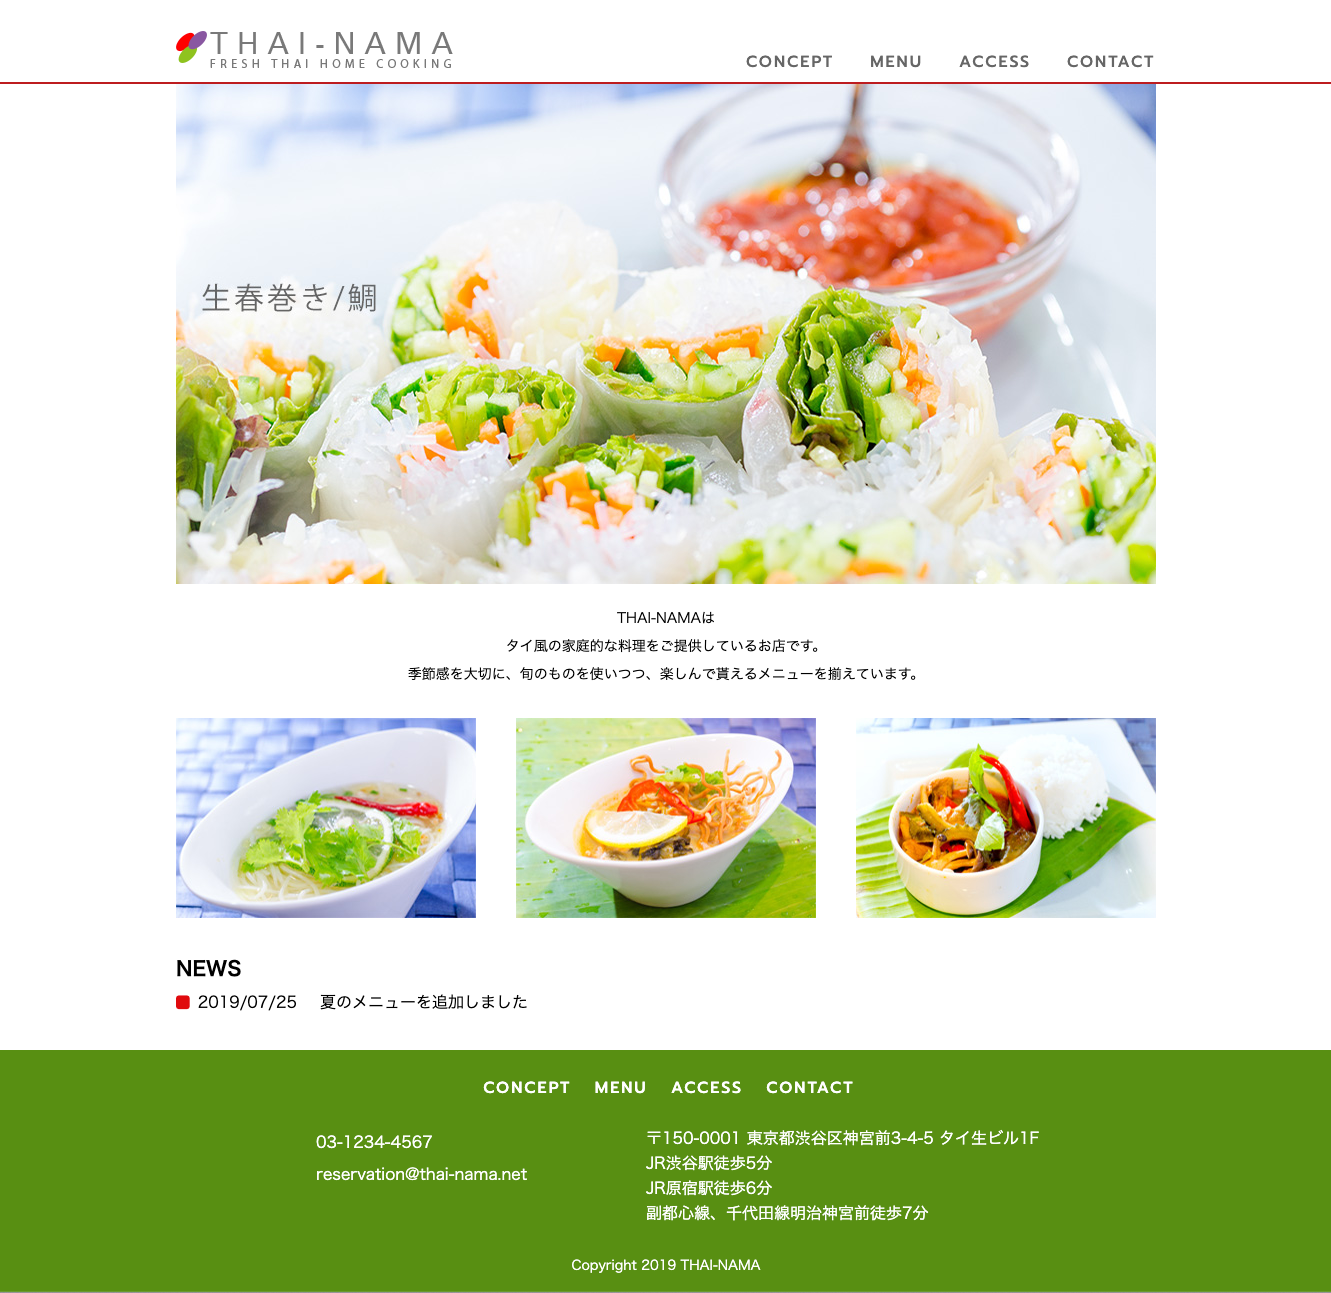 THAI-NAMA
FRESH THAI HOME COOKING
CONCEPT MENU ACCESS CONTACT
生春巻き/鯛
THAI-NAMAは
タイ風の家庭的な料理をご提供しているお店です。
季節感を大切に、旬のものを使いつつ、楽しんで貰えるメニューを揃えています。
NEWS
2019/07/25 夏のメニューを追加しました
CONCEPT MENU ACCESS CONTACT
03-1234-4567
reservation@thai-nama.net
〒150-0001 東京都渋谷区神宮前3-4-5 タイ生ビル1F
JR渋谷駅徒歩5分
JR原宿駅徒歩6分
副都心線、千代田線明治神宮前徒歩7分
Copyright 2019 THAI-NAMA